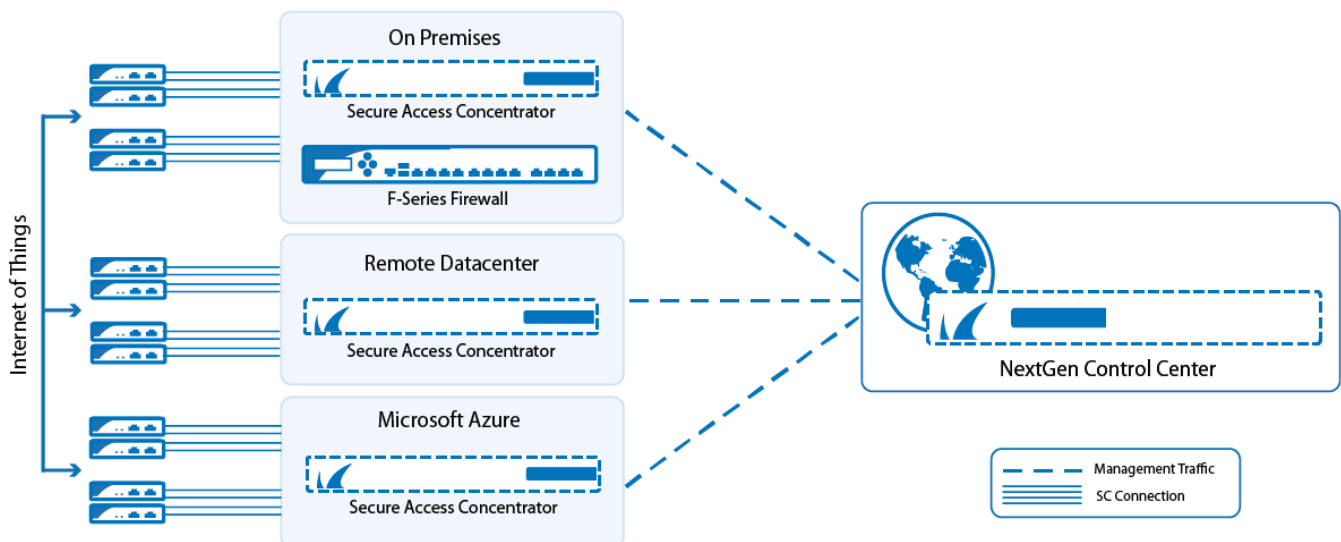 Internet of Things
On Premises
Secure Access Concentrator
F-Series Firewall
Remote Datacenter
Secure Access Concentrator
Microsoft Azure
Secure Access Concentrator
NextGen Control Center
Management Traffic
SC Connection